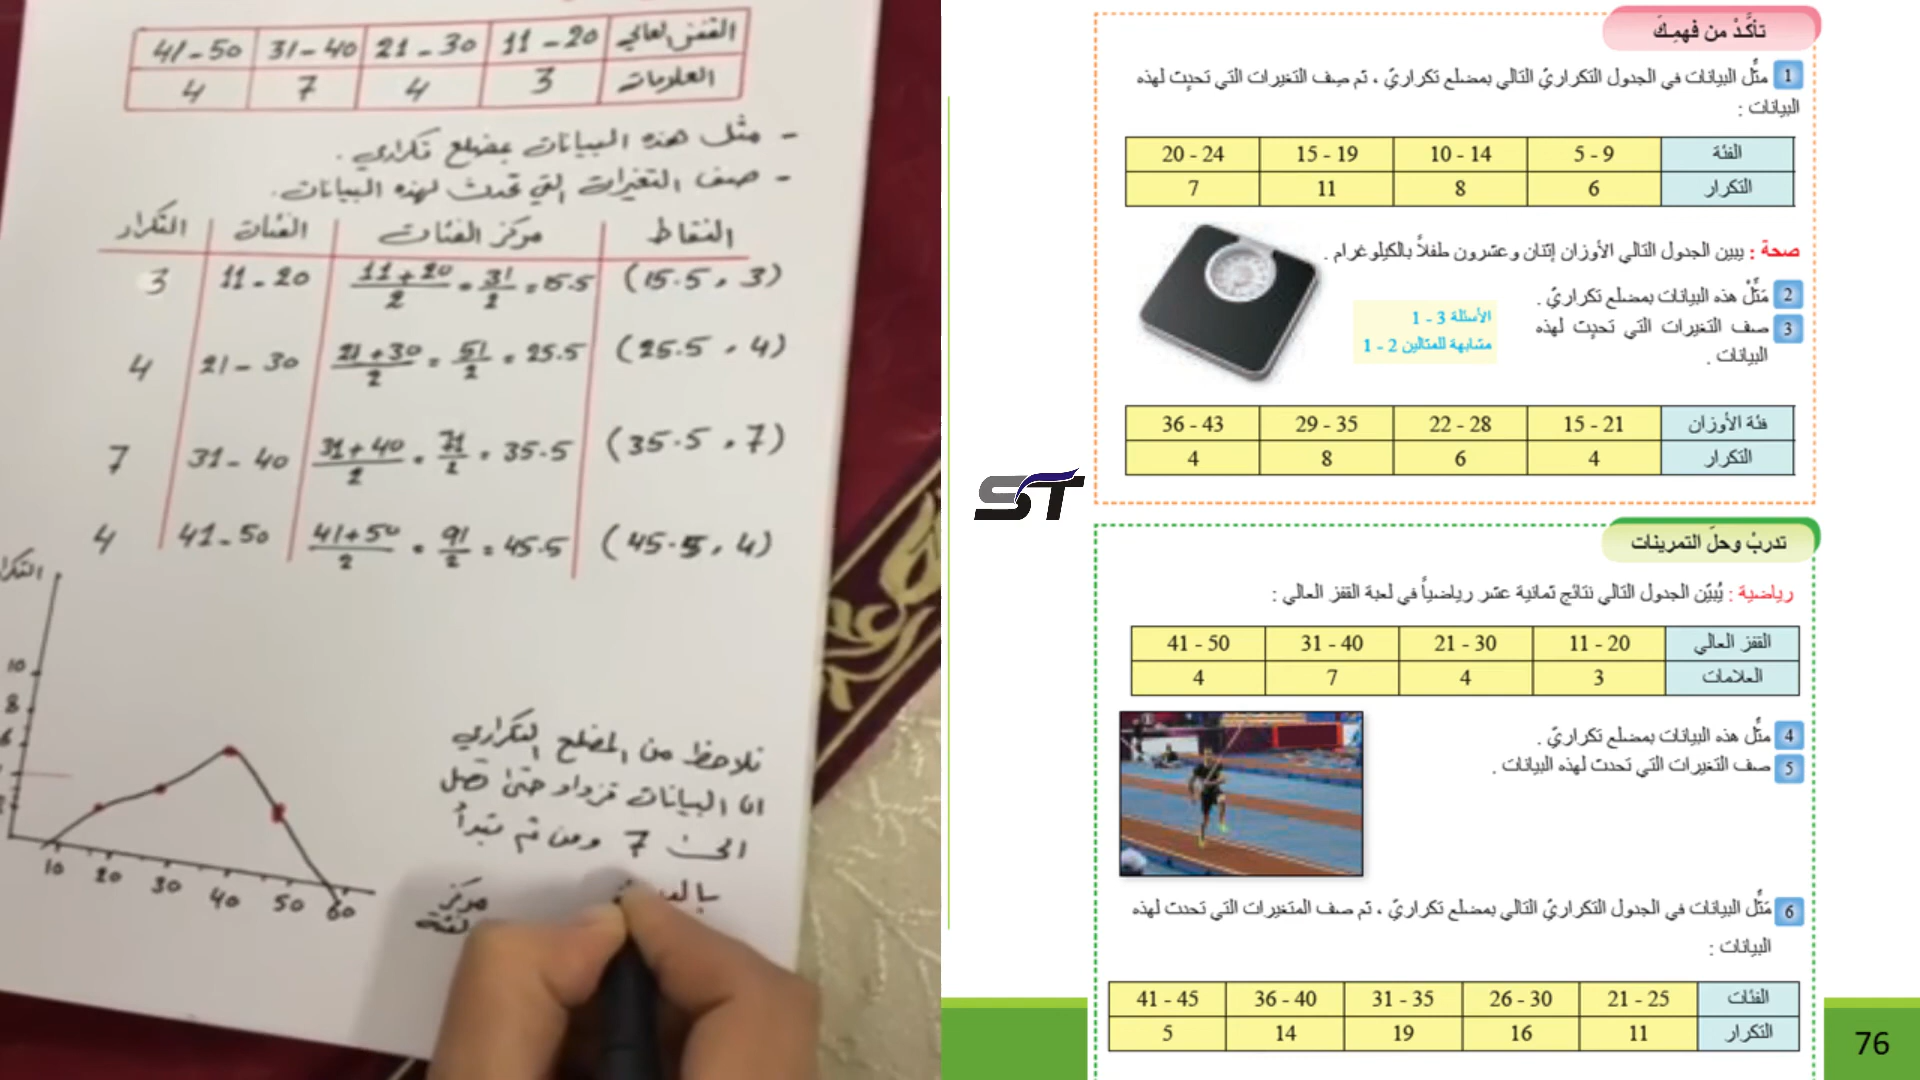 القفز العالي 11 - 20 21 - 30 31 - 40 41 - 50
العلامات 3 4 7 4
- مثل هذه البيانات بمضلع تكراري .
- صف التغيرات التي تحدث لهذه البيانات .
النقاط مركز الفئات الفئات التكرار
3 11 - 20 11+20/2 = 31/2 = 15.5 (15.5 , 3)
4 21 - 30 21+30/2 = 51/2 = 25.5 (25.5 , 4)
7 31 - 40 31+40/2 = 71/2 = 35.5 (35.5 , 7)
4 41 - 50 41+50/2 = 91/2 = 45.5 (45.5 , 4)
10
8
6
2
10 20 30 40 50 60
مركز
نلاحظ من المضلع التكراري
ان البيانات تزداد حتى تصل
الى 7 ومن ثم تبدأ
تأكَّدْ من فهمِكَ
1 مثّل البيانات في الجدول التكراريّ التالي بمضلع تكراريّ ، ثم صِف التغيرات التي تحدِث لهذه
البيانات :
الفئة 5 - 9 10 - 14 15 - 19 20 - 24
التكرار 6 8 11 7
صحة : يبين الجدول التالي الأوزان إثنان وعشرون طفلاً بالكيلوغرام .
2 مَثّلْ هذه البيانات بمضلع تكراريّ .
3 صف التغيرات التي تحدِث لهذه
البيانات .
الأسئلة 3 - 1
مشابهة للمثالين 2 - 1
فئة الأوزان 15 - 21 22 - 28 29 - 35 36 - 43
التكرار 4 6 8 4
ST
تدربْ وحلَ التمرينات
رياضية : يُبيّن الجدول التالي نتائج ثمانية عشر رياضياً في لعبة القفز العالي :
القفز العالي 11 - 20 21 - 30 31 - 40 41 - 50
العلامات 3 4 7 4
4 مثّل هذه البيانات بمضلع تكراريّ .
5 صف التغيرات التي تحدث لهذه البيانات .
6 مَثّل البيانات في الجدول التكراريّ التالي بمضلع تكراريّ ، ثم صف المتغيرات التي تحدث لهذه
البيانات :
الفئات 21 - 25 26 - 30 31 - 35 36 - 40 41 - 45
التكرار 11 16 19 14 5
76